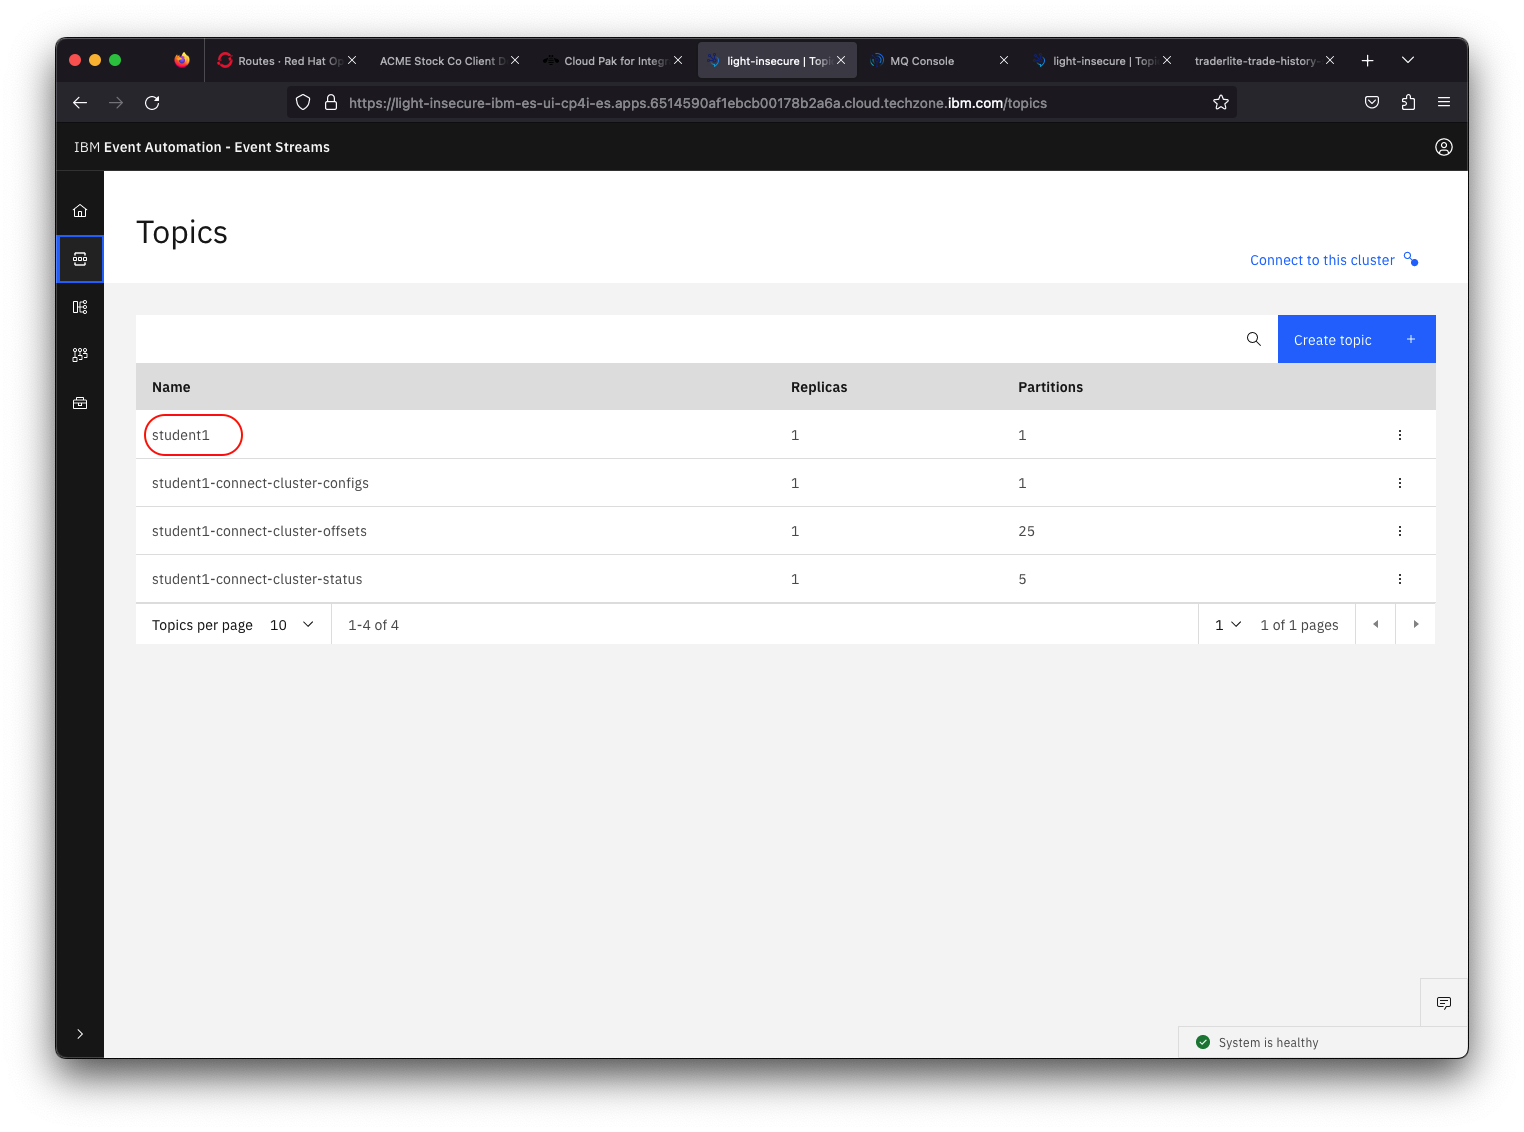 Routes · Red Hat Op
ACME Stock Co Client D
Cloud Pak for Integr
light-insecure | Topi
MQ Console
light-insecure | Topi
traderlite-trade-history-
https://light-insecure-ibm-es-ui-cp4i-es.apps.6514590af1ebcb00178b2a6a.cloud.techzone.ibm.com/topics
IBM Event Automation - Event Streams
Topics
Connect to this cluster
Create topic +
Name Replicas Partitions
student1 1 1
student1-connect-cluster-configs 1 1
student1-connect-cluster-offsets 1 25
student1-connect-cluster-status 1 5
Topics per page 10 1-4 of 4 1 1 of 1 pages
System is healthy